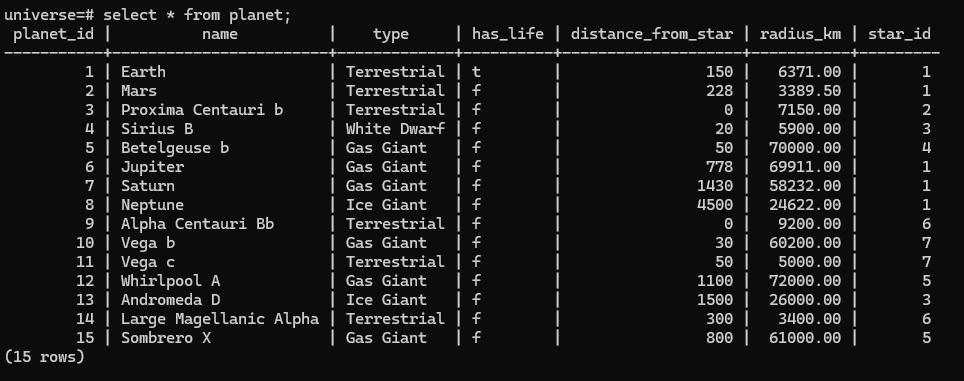 universe=# select * from planet;
 planet_id |         name          |    type     | has_life | distance_from_star | radius_km | star_id
-----------+-----------------------+-------------+----------+--------------------+-----------+---------
         1 | Earth                 | Terrestrial | t        |                150 |   6371.00 |       1
         2 | Mars                  | Terrestrial | f        |                228 |   3389.50 |       1
         3 | Proxima Centauri b    | Terrestrial | f        |                  0 |   7150.00 |       2
         4 | Sirius B              | White Dwarf | f        |                 20 |   5900.00 |       3
         5 | Betelgeuse b          | Gas Giant   | f        |                 50 |  70000.00 |       4
         6 | Jupiter               | Gas Giant   | f        |                778 |  69911.00 |       1
         7 | Saturn                | Gas Giant   | f        |               1430 |  58232.00 |       1
         8 | Neptune               | Ice Giant   | f        |               4500 |  24622.00 |       1
         9 | Alpha Centauri Bb     | Terrestrial | f        |                  0 |   9200.00 |       6
        10 | Vega b                | Gas Giant   | f        |                 30 |  60200.00 |       7
        11 | Vega c                | Terrestrial | f        |                 50 |   5000.00 |       7
        12 | Whirlpool A           | Gas Giant   | f        |               1100 |  72000.00 |       5
        13 | Andromeda D           | Ice Giant   | f        |               1500 |  26000.00 |       3
        14 | Large Magellanic Alpha | Terrestrial | f        |                300 |   3400.00 |       6
        15 | Sombrero X            | Gas Giant   | f        |                800 |  61000.00 |       5
(15 rows)